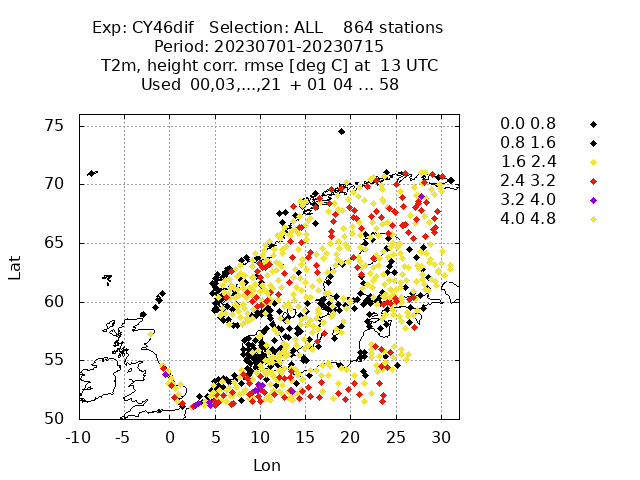 Exp: CY46dif   Selection: ALL    864 stations
Period: 20230701-20230715
T2m, height corr. rmse [deg C] at  13 UTC
Used  00,03,...,21  + 01 04 ... 58
75
70
65
60
55
50
-10 -5 0 5 10 15 20 25 30
Lat
Lon
0.0 0.8
0.8 1.6
1.6 2.4
2.4 3.2
3.2 4.0
4.0 4.8